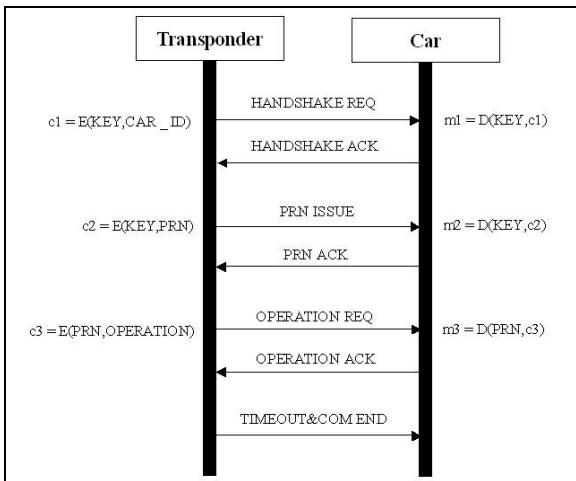 Transponder
Car
HANDSHAKE REQ
c1 = E(KEY,CAR _ ID)
m1 = D(KEY,c1)
HANDSHAKE ACK
PRN ISSUE
c2 = E(KEY,PRN)
m2 = D(KEY,c2)
PRN ACK
OPERATION REQ
c3 = E(PRN,OPERATION)
m3 = D(PRN,c3)
OPERATION ACK
TIMEOUT&COM END